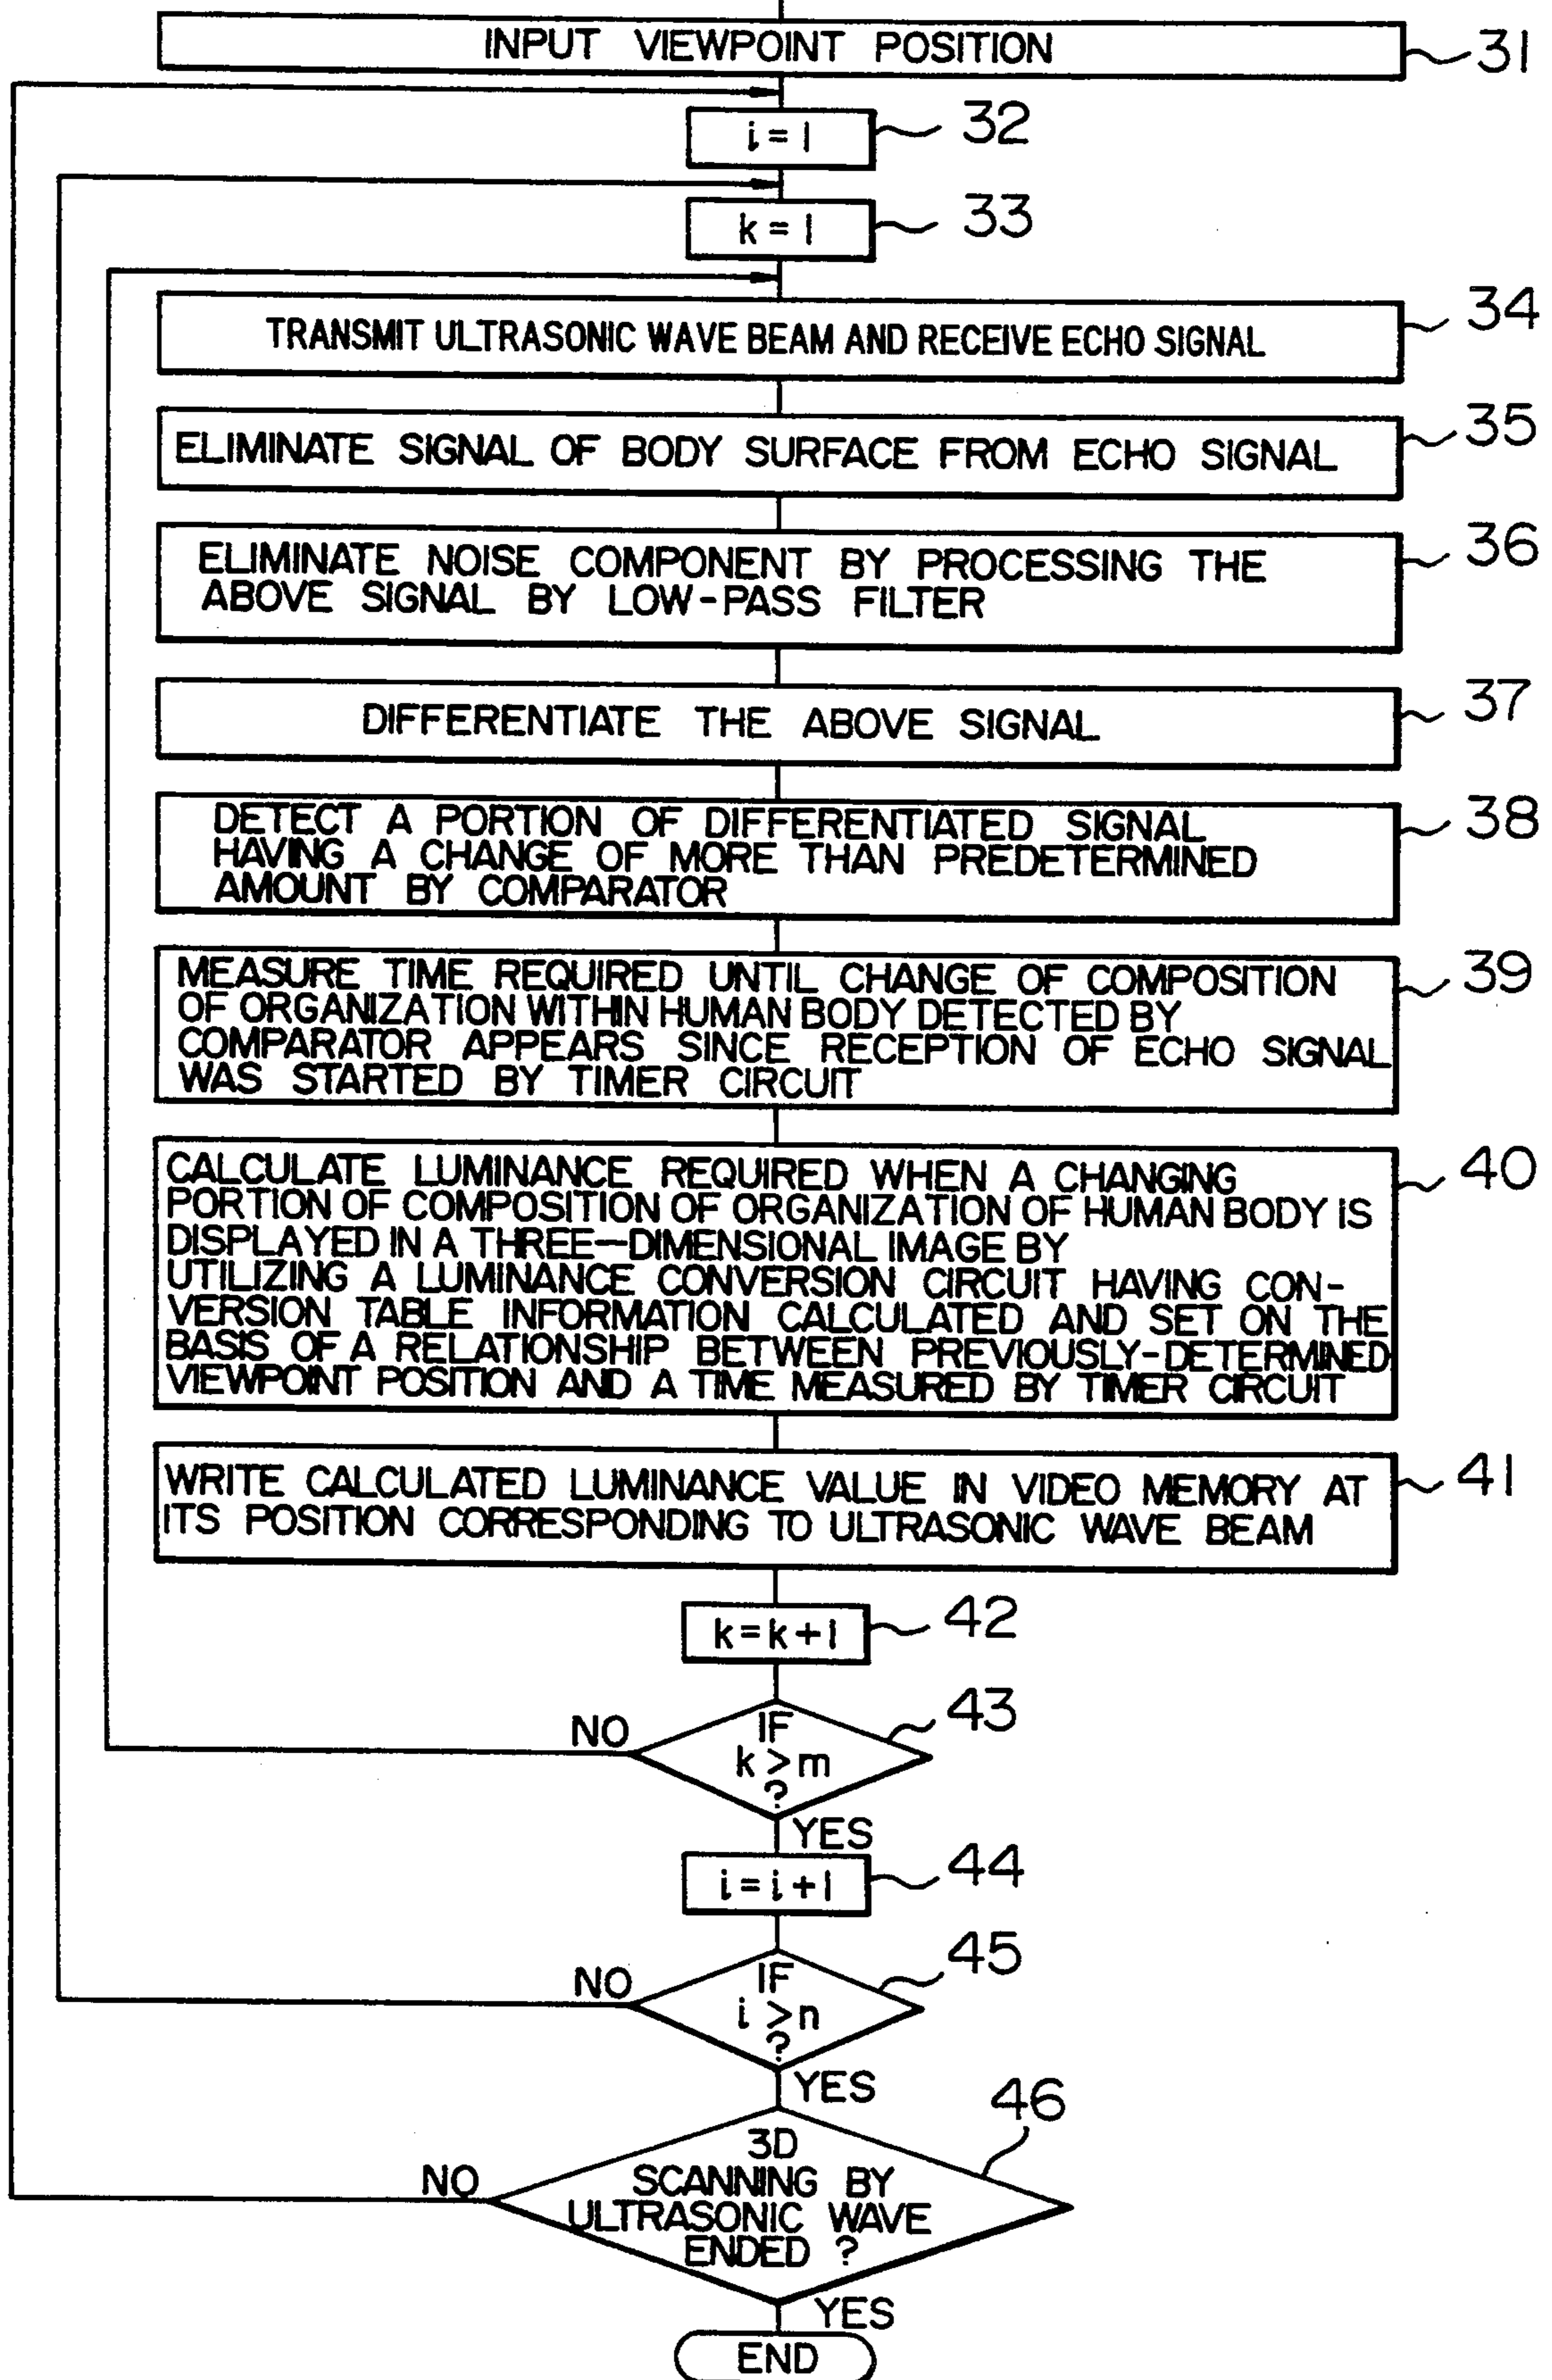 INPUT VIEWPOINT POSITION
31
i = 1
32
k = 1
33
TRANSMIT ULTRASONIC WAVE BEAM AND RECEIVE ECHO SIGNAL
34
ELIMINATE SIGNAL OF BODY SURFACE FROM ECHO SIGNAL
35
ELIMINATE NOISE COMPONENT BY PROCESSING THE
ABOVE SIGNAL BY LOW-PASS FILTER
36
DIFFERENTIATE THE ABOVE SIGNAL
37
DETECT A PORTION OF DIFFERENTIATED SIGNAL
HAVING A CHANGE OF MORE THAN PREDETERMINED
AMOUNT BY COMPARATOR
38
MEASURE TIME REQUIRED UNTIL CHANGE OF COMPOSITION
OF ORGANIZATION WITHIN HUMAN BODY DETECTED BY
COMPARATOR APPEARS SINCE RECEPTION OF ECHO SIGNAL
WAS STARTED BY TIMER CIRCUIT
39
CALCULATE LUMINANCE REQUIRED WHEN A CHANGING
PORTION OF COMPOSITION OF ORGANIZATION OF HUMAN BODY IS
DISPLAYED IN A THREE-DIMENSIONAL IMAGE BY
UTILIZING A LUMINANCE CONVERSION CIRCUIT HAVING CON-
VERSION TABLE INFORMATION CALCULATED AND SET ON THE
BASIS OF A RELATIONSHIP BETWEEN PREVIOUSLY-DETERMINED
VIEWPOINT POSITION AND A TIME MEASURED BY TIMER CIRCUIT
40
WRITE CALCULATED LUMINANCE VALUE IN VIDEO MEMORY AT
ITS POSITION CORRESPONDING TO ULTRASONIC WAVE BEAM
41
k = k + 1
42
NO
IF
k > m
?
43
YES
i = i + 1
44
NO
IF
i > n
?
45
YES
46
NO
3D
SCANNING BY
ULTRASONIC WAVE
ENDED ?
YES
END